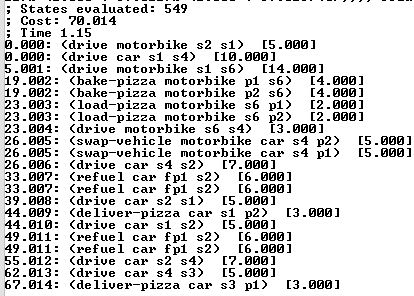 ; States evaluated: 549
; Cost: 70.014
; Time 1.15
0.000: (drive motorbike s2 s1)  [5.000]
0.000: (drive car s1 s4)  [10.000]
5.001: (drive motorbike s1 s6)  [14.000]
19.002: (bake-pizza motorbike p1 s6)  [4.000]
19.002: (bake-pizza motorbike p2 s6)  [4.000]
23.003: (load-pizza motorbike s6 p1)  [2.000]
23.003: (load-pizza motorbike s6 p2)  [2.000]
23.004: (drive motorbike s6 s4)  [3.000]
26.005: (swap-vehicle motorbike car s4 p2)  [5.000]
26.005: (swap-vehicle motorbike car s4 p1)  [5.000]
26.006: (drive car s4 s2)  [7.000]
33.007: (refuel car fp1 s2)  [6.000]
33.007: (refuel car fp1 s2)  [6.000]
39.008: (drive car s2 s1)  [5.000]
44.009: (deliver-pizza car s1 p2)  [3.000]
44.010: (drive car s1 s2)  [5.000]
49.011: (refuel car fp1 s2)  [6.000]
49.011: (refuel car fp1 s2)  [6.000]
55.012: (drive car s2 s4)  [7.000]
62.013: (drive car s4 s3)  [5.000]
67.014: (deliver-pizza car s3 p1)  [3.000]